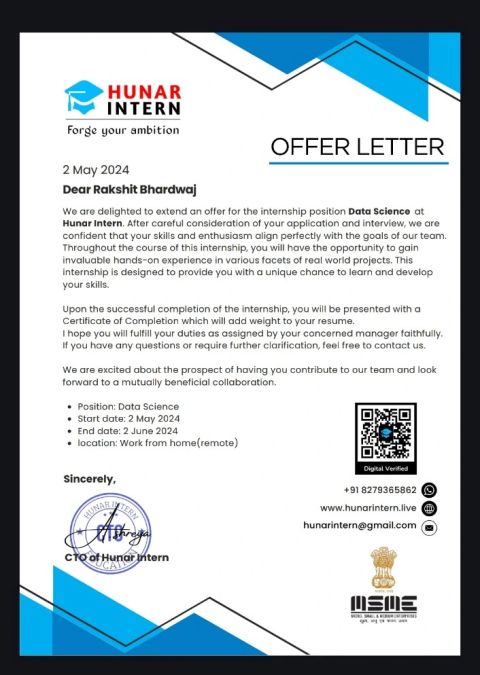 HUNAR
INTERN
Forge your ambition
OFFER LETTER
2 May 2024
Dear Rakshit Bhardwaj
We are delighted to extend an offer for the internship position Data Science at
Hunar Intern. After careful consideration of your application and interview, we are
confident that your skills and enthusiasm align perfectly with the goals of our team.
Throughout the course of this internship, you will have the opportunity to gain
invaluable hands-on experience in various facets of real world projects. This
internship is designed to provide you with a unique chance to learn and develop
your skills.
Upon the successful completion of the internship, you will be presented with a
Certificate of Completion which will add weight to your resume.
I hope you will fulfill your duties as assigned by your concerned manager faithfully.
If you have any questions or require further clarification, feel free to contact us.
We are excited about the prospect of having you contribute to our team and look
forward to a mutually beneficial collaboration.
• Position: Data Science
• Start date: 2 May 2024
• End date: 2 June 2024
• location: Work from home(remote)
Digital Verified
Sincerely,
+91 8279365862
www.hunarintern.live
hunarintern@gmail.com
HUNAR INTERN
CTO
EDUCATION
CTO of Hunar Intern
MSME
MICRO, SMALL & MEDIUM ENTERPRISES
सूक्ष्म, लघु एवं मध्यम उद्यम